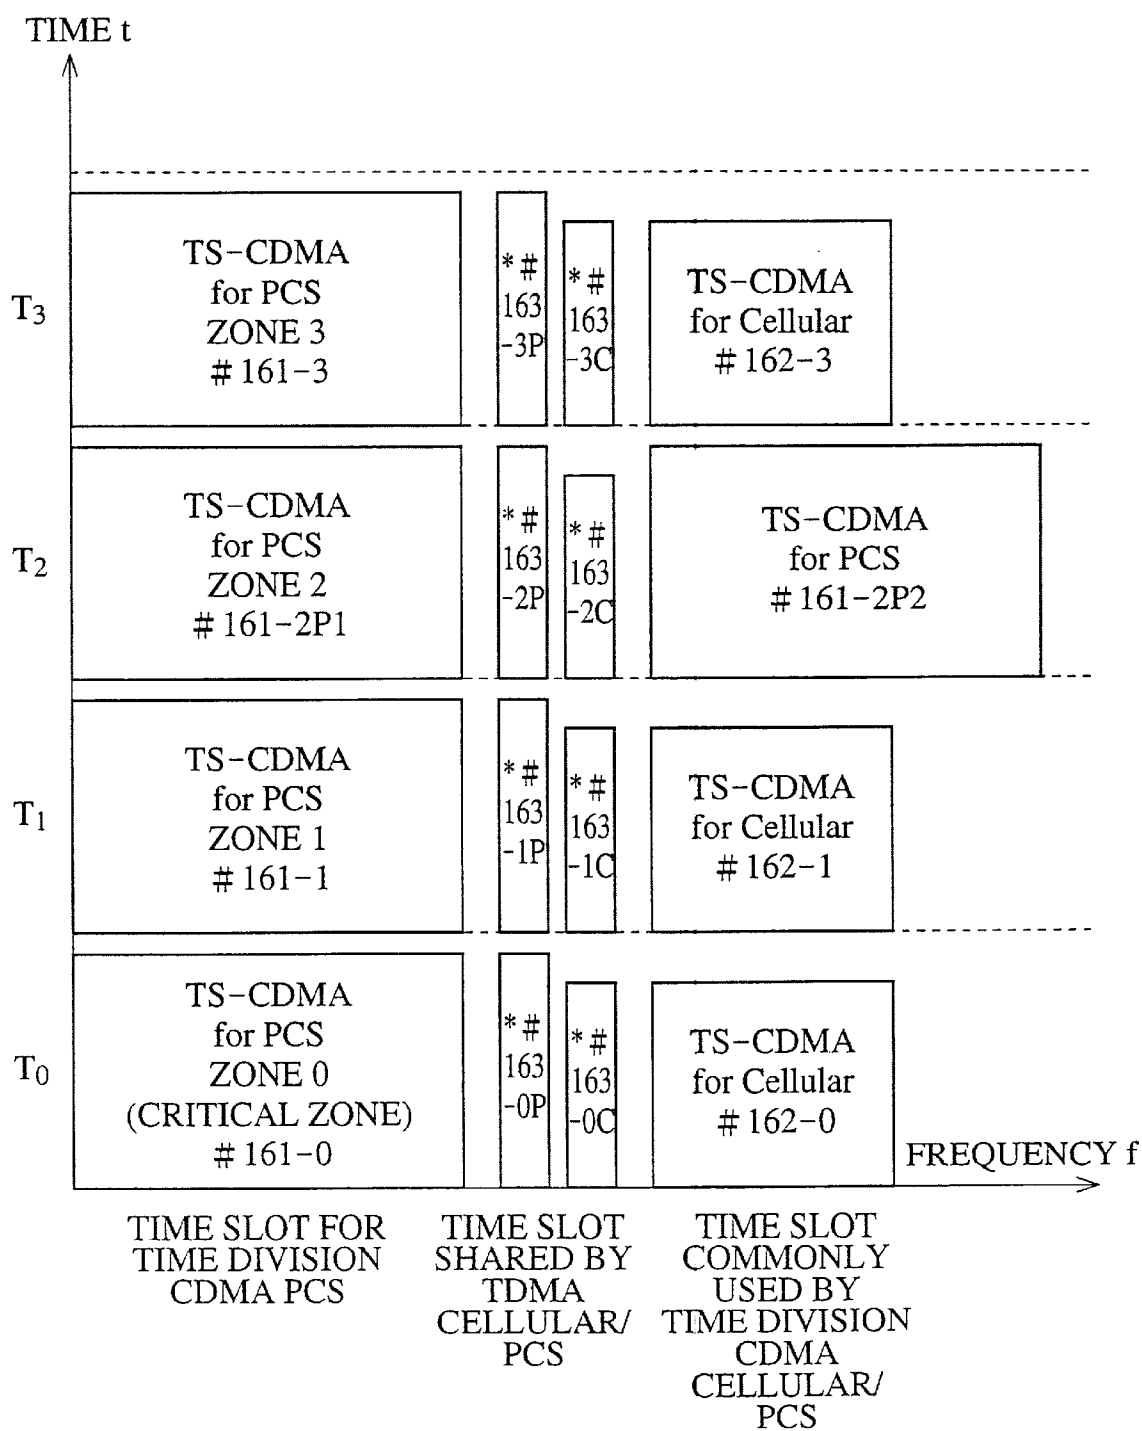 TIME t
T3
TS-CDMA
for PCS
ZONE 3
# 161-3
*#
163
-3P
*#
163
-3C
TS-CDMA
for Cellular
# 162-3
T2
TS-CDMA
for PCS
ZONE 2
# 161-2P1
*#
163
-2P
*#
163
-2C
TS-CDMA
for PCS
# 161-2P2
T1
TS-CDMA
for PCS
ZONE 1
# 161-1
*#
163
-1P
*#
163
-1C
TS-CDMA
for Cellular
# 162-1
T0
TS-CDMA
for PCS
ZONE 0
(CRITICAL ZONE)
# 161-0
*#
163
-0P
*#
163
-0C
TS-CDMA
for Cellular
# 162-0
FREQUENCY f
TIME SLOT FOR
TIME DIVISION
CDMA PCS
TIME SLOT
SHARED BY
TDMA
CELLULAR/
PCS
TIME SLOT
COMMONLY
USED BY
TIME DIVISION
CDMA
CELLULAR/
PCS